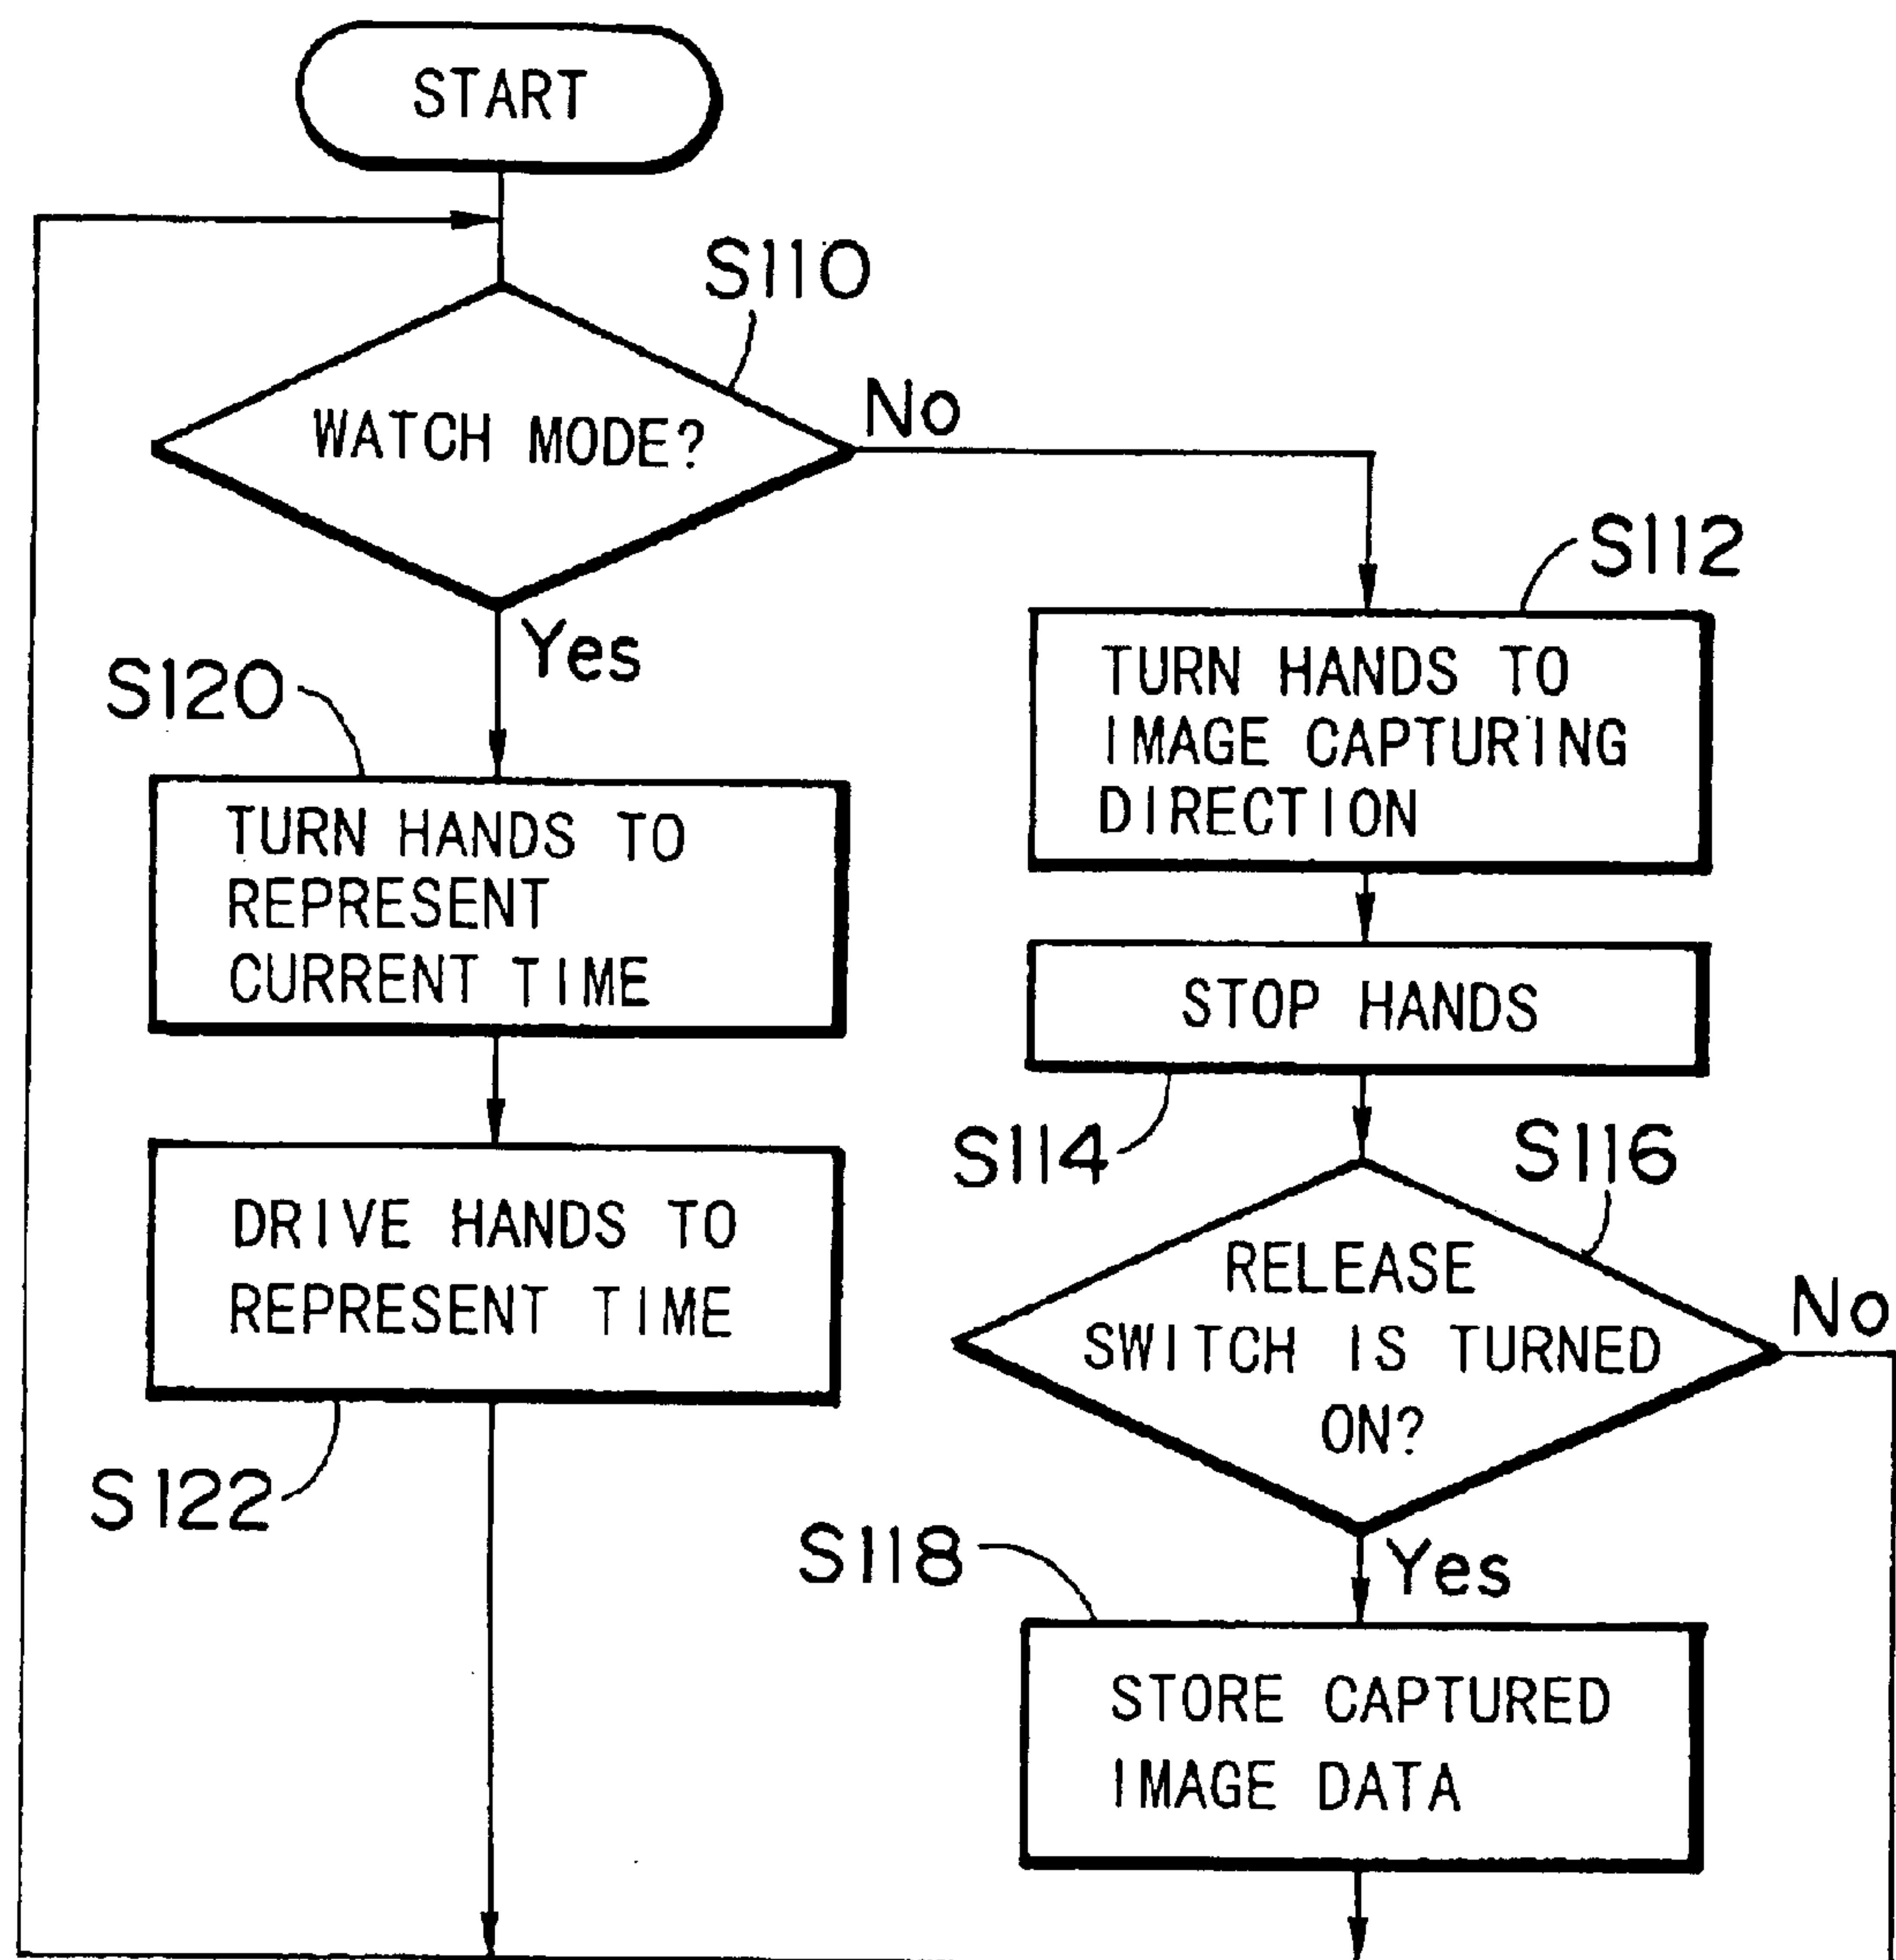 START
S110
WATCH MODE?
No
Yes
S112
TURN HANDS TO
IMAGE CAPTURING
DIRECTION
S120
TURN HANDS TO
REPRESENT
CURRENT TIME
STOP HANDS
S114
S116
DRIVE HANDS TO
REPRESENT TIME
S122
RELEASE
SWITCH IS TURNED
ON?
No
Yes
S118
STORE CAPTURED
IMAGE DATA